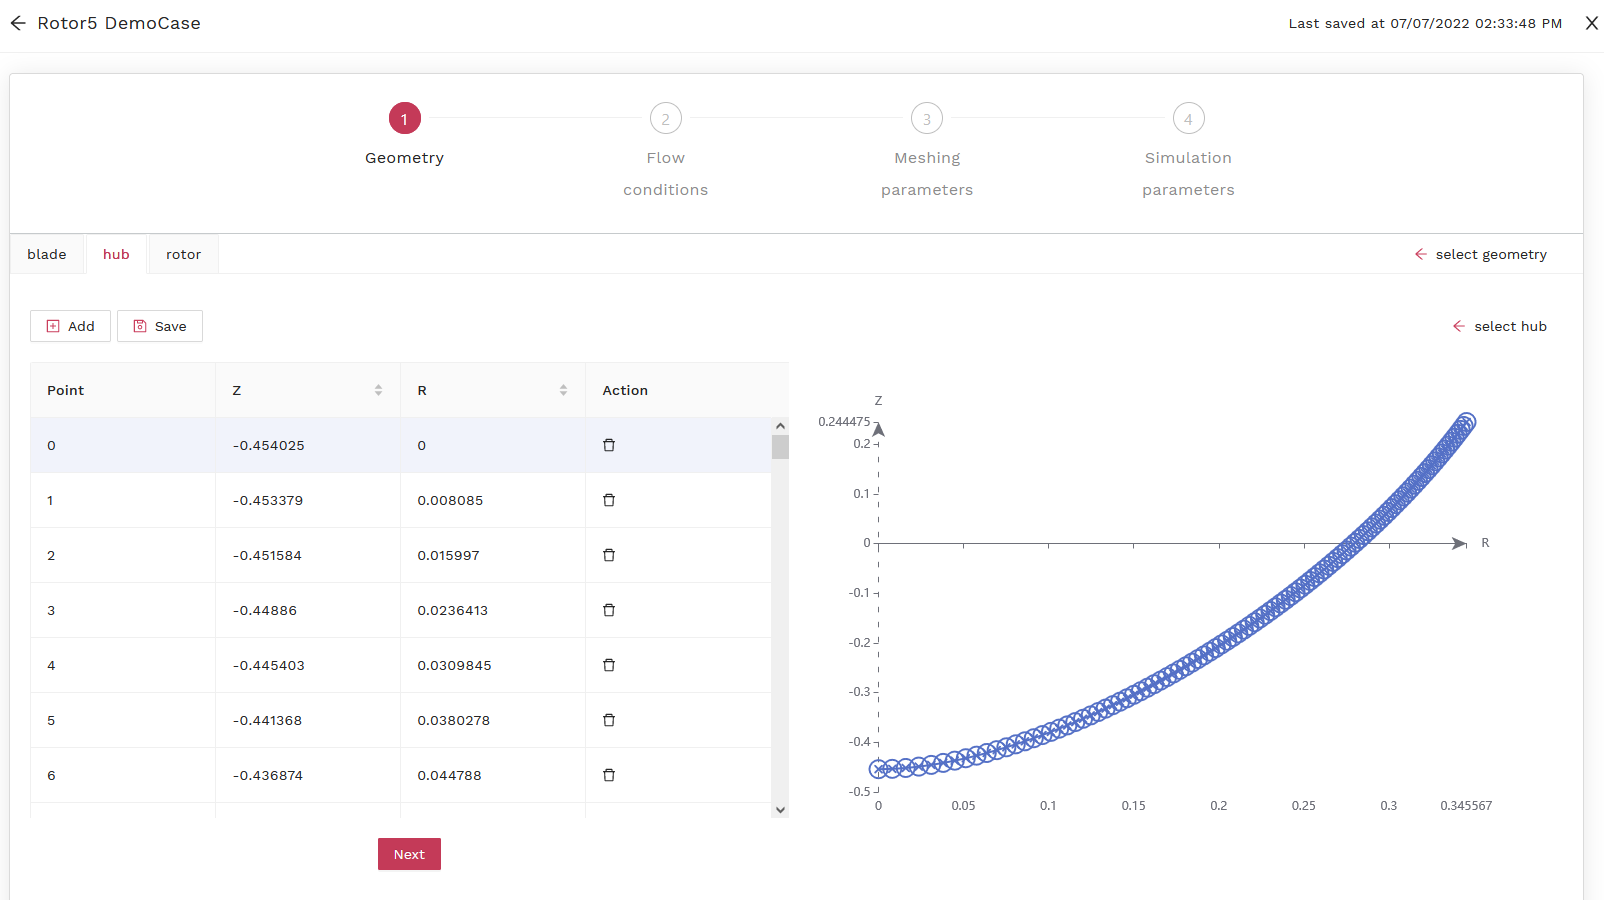 Rotor5 DemoCase
Last saved at 07/07/2022 02:33:48 PM
1
2
3
4
Geometry
Flow
conditions
Meshing
parameters
Simulation
parameters
blade
hub
rotor
select geometry
Add
Save
select hub
Point Z R Action
0 -0.454025 0
1 -0.453379 0.008085
2 -0.451584 0.015997
3 -0.44886 0.0236413
4 -0.445403 0.0309845
5 -0.441368 0.0380278
6 -0.436874 0.044788
Next
Z
0.244475
0.2
0.1
0
-0.1
-0.2
-0.3
-0.4
-0.5
R
0 0.05 0.1 0.15 0.2 0.25 0.3 0.345567